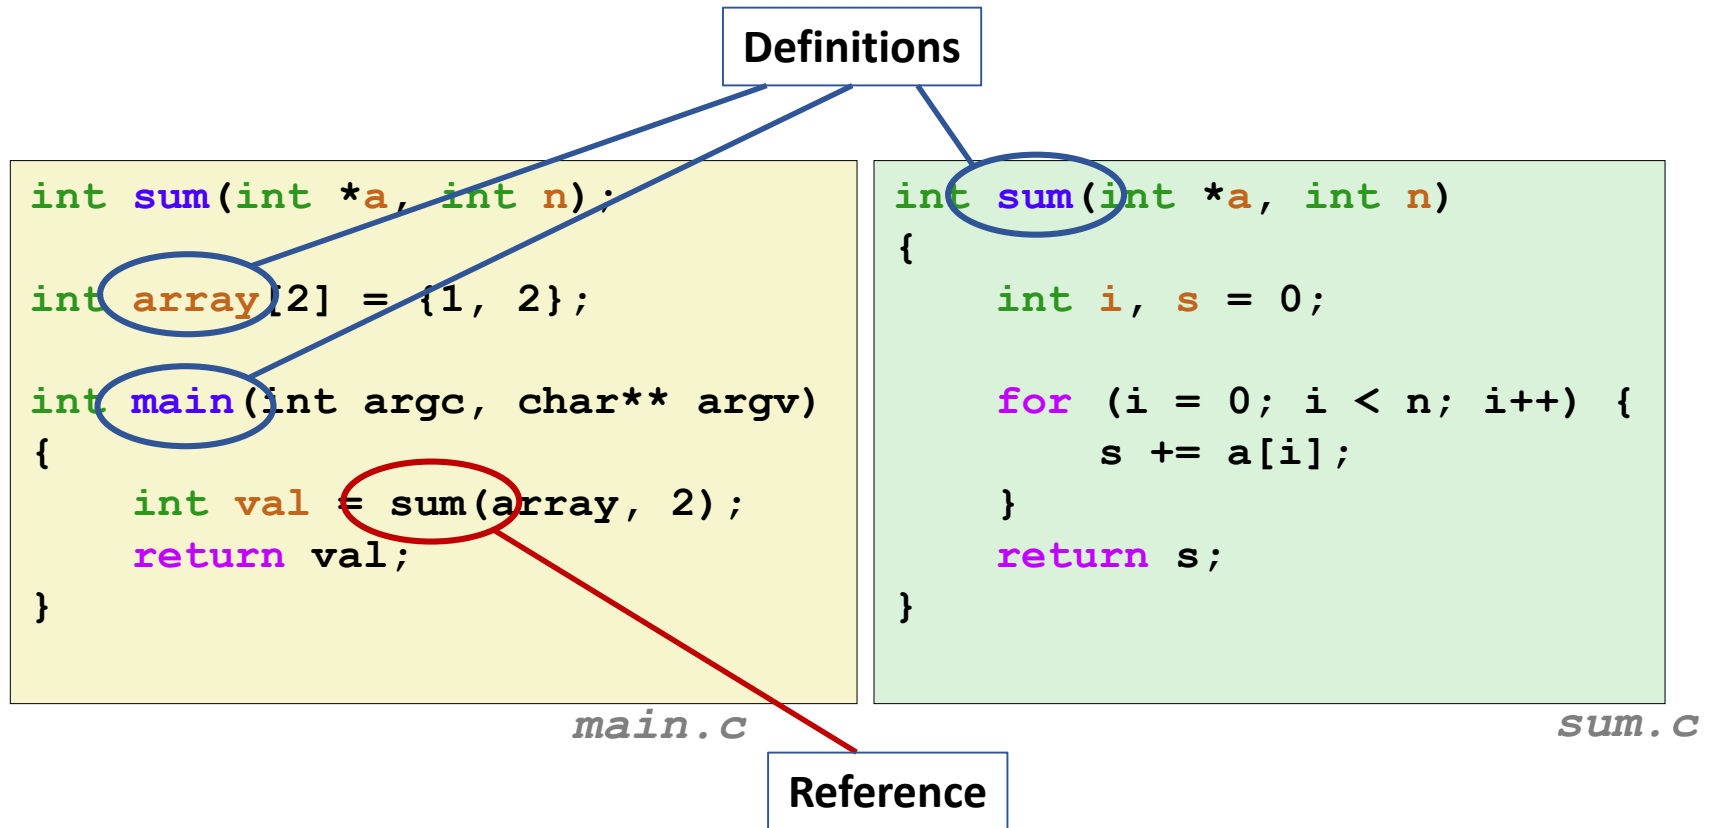 Definitions
int sum(int *a, int n);
int array[2] = {1, 2};
int main(int argc, char** argv)
{
    int val = sum(array, 2);
    return val;
}
main.c
int sum(int *a, int n)
{
    int i, s = 0;
    for (i = 0; i < n; i++) {
        s += a[i];
    }
    return s;
}
sum.c
Reference